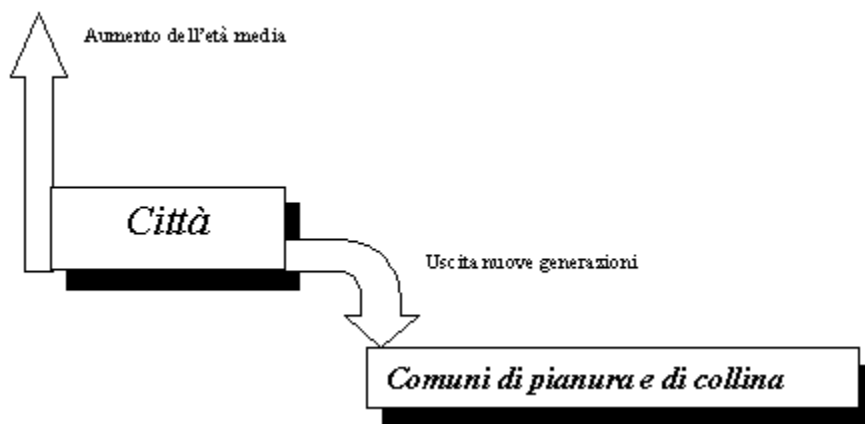 Aumento dell'età media
Città
Uscita nuove generazioni
Comuni di pianura e di collina